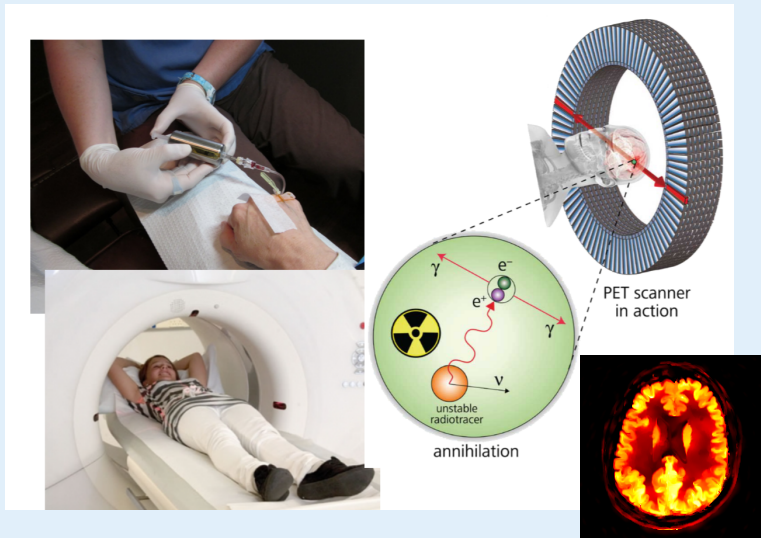 e⁻
γ
e⁺
γ
ν
unstable
radiotracer
annihilation
PET scanner
in action